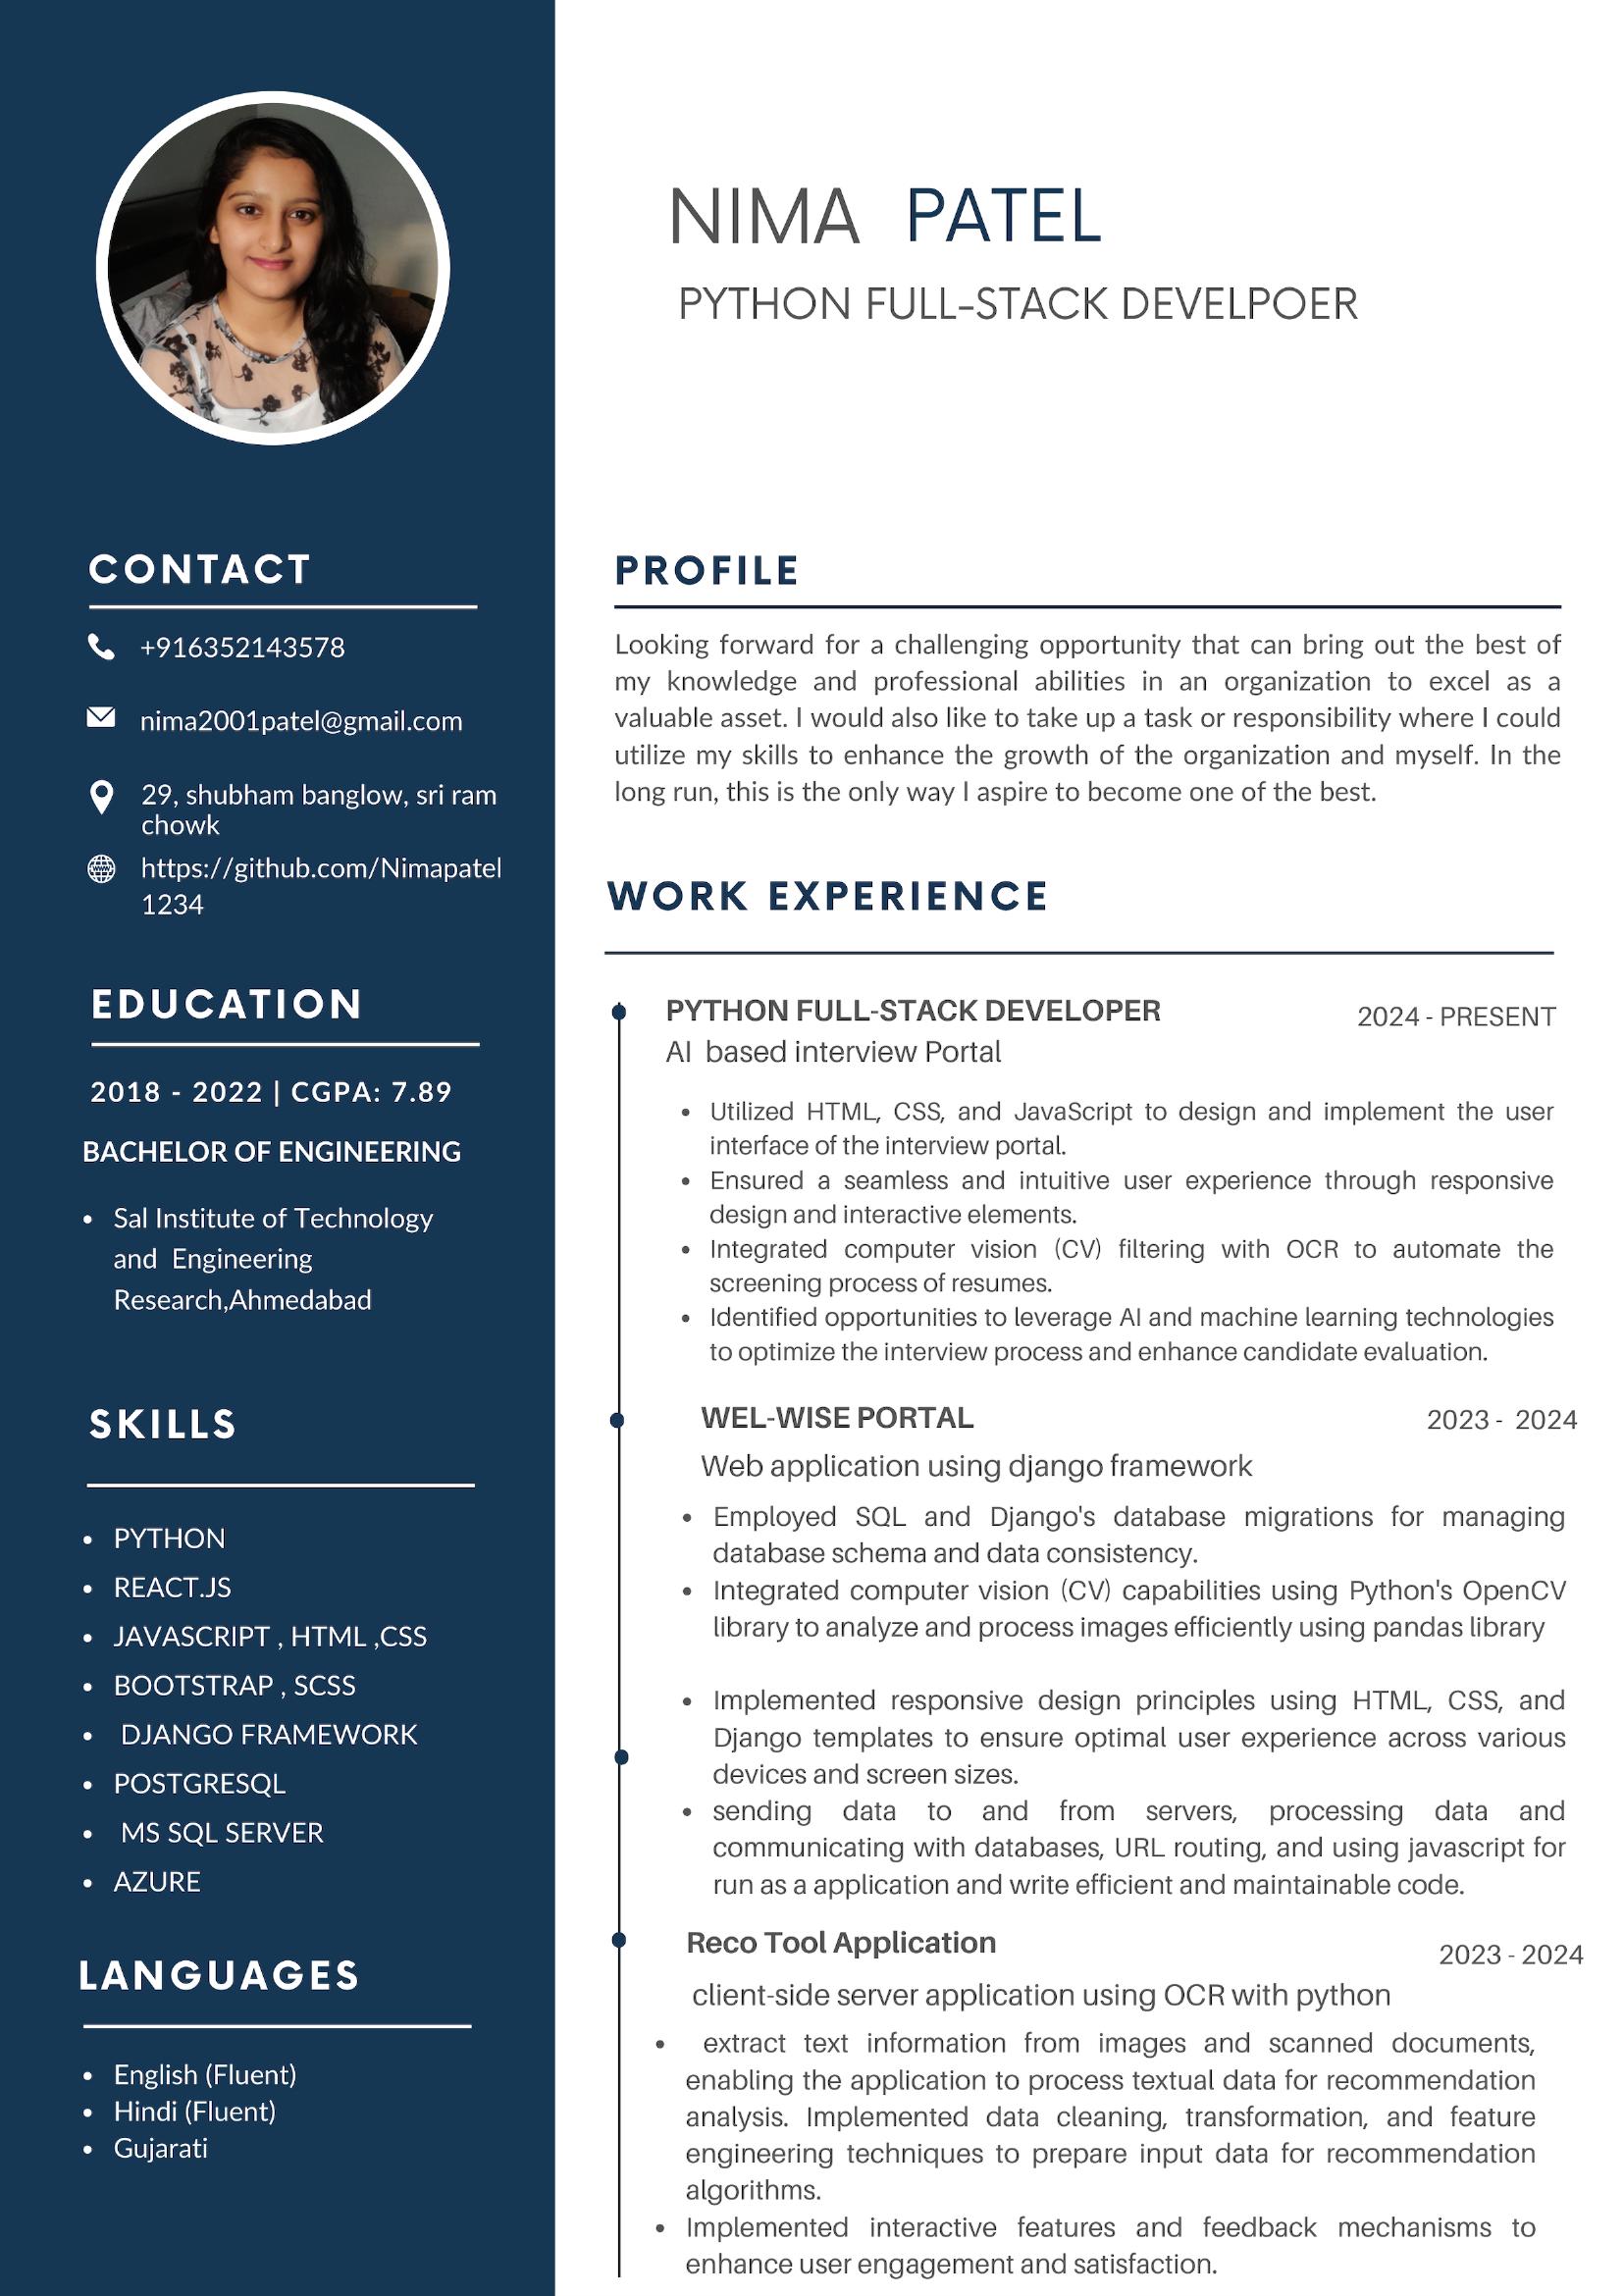 NIMA PATEL
PYTHON FULL-STACK DEVELPOER
CONTACT
+916352143578
nima2001patel@gmail.com
29, shubham banglow, sri ram
chowk
https://github.com/Nimapatel
1234
EDUCATION
2018 - 2022 | CGPA: 7.89
BACHELOR OF ENGINEERING
• Sal Institute of Technology
and Engineering
Research,Ahmedabad
SKILLS
• PYTHON
• REACT.JS
• JAVASCRIPT , HTML ,CSS
• BOOTSTRAP , SCSS
• DJANGO FRAMEWORK
• POSTGRESQL
• MS SQL SERVER
• AZURE
LANGUAGES
• English (Fluent)
• Hindi (Fluent)
• Gujarati
PROFILE
Looking forward for a challenging opportunity that can bring out the best of
my knowledge and professional abilities in an organization to excel as a
valuable asset. I would also like to take up a task or responsibility where I could
utilize my skills to enhance the growth of the organization and myself. In the
long run, this is the only way I aspire to become one of the best.
WORK EXPERIENCE
PYTHON FULL-STACK DEVELOPER 2024 - PRESENT
AI based interview Portal
• Utilized HTML, CSS, and JavaScript to design and implement the user
interface of the interview portal.
• Ensured a seamless and intuitive user experience through responsive
design and interactive elements.
• Integrated computer vision (CV) filtering with OCR to automate the
screening process of resumes.
• Identified opportunities to leverage AI and machine learning technologies
to optimize the interview process and enhance candidate evaluation.
WEL-WISE PORTAL 2023 - 2024
Web application using django framework
• Employed SQL and Django's database migrations for managing
database schema and data consistency.
• Integrated computer vision (CV) capabilities using Python's OpenCV
library to analyze and process images efficiently using pandas library
• Implemented responsive design principles using HTML, CSS, and
Django templates to ensure optimal user experience across various
devices and screen sizes.
• sending data to and from servers, processing data and
communicating with databases, URL routing, and using javascript for
run as a application and write efficient and maintainable code.
Reco Tool Application 2023 - 2024
client-side server application using OCR with python
• extract text information from images and scanned documents,
enabling the application to process textual data for recommendation
analysis. Implemented data cleaning, transformation, and feature
engineering techniques to prepare input data for recommendation
algorithms.
• Implemented interactive features and feedback mechanisms to
enhance user engagement and satisfaction.